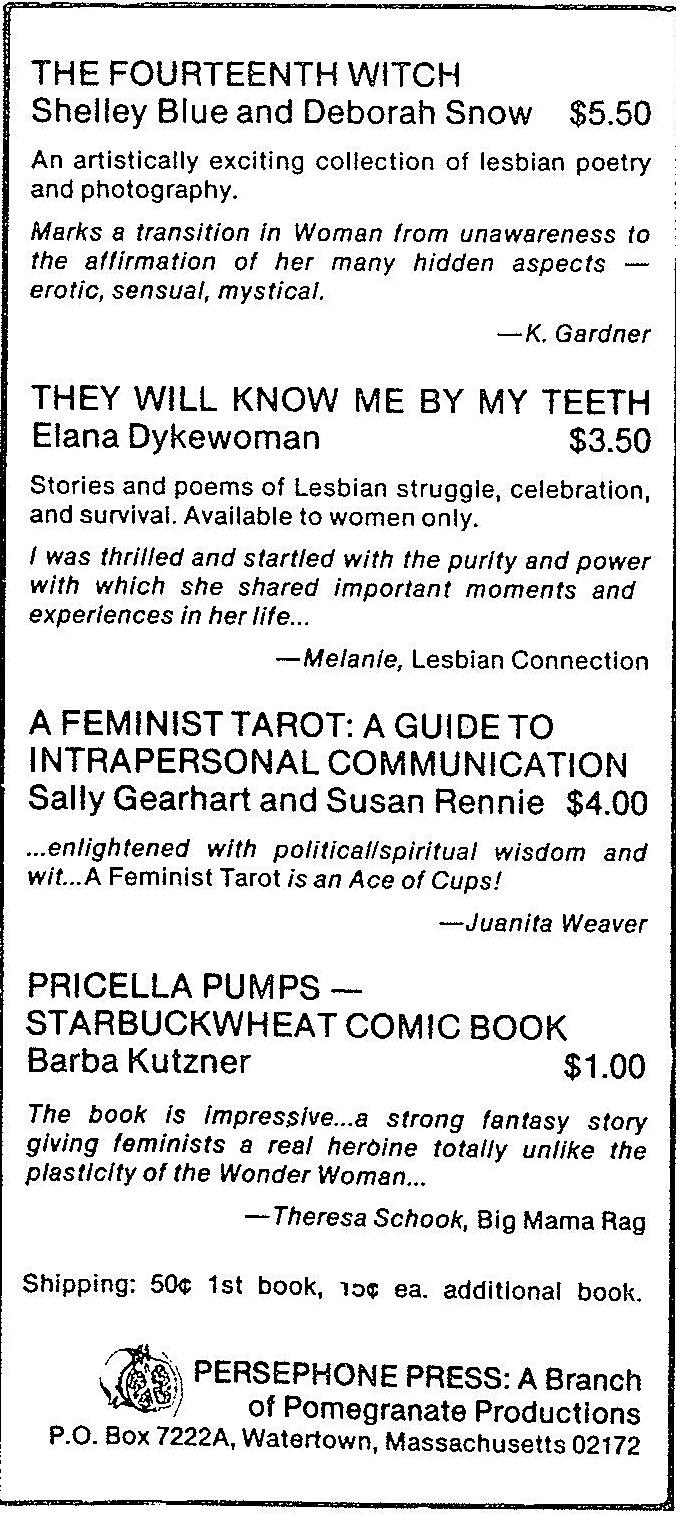 THE FOURTEENTH WITCH
Shelley Blue and Deborah Snow $5.50
An artistically exciting collection of lesbian poetry
and photography.
Marks a transition in Woman from unawareness to
the affirmation of her many hidden aspects —
erotic, sensual, mystical.
—K. Gardner
THEY WILL KNOW ME BY MY TEETH
Elana Dykewoman $3.50
Stories and poems of Lesbian struggle, celebration,
and survival. Available to women only.
I was thrilled and startled with the purity and power
with which she shared important moments and
experiences in her life...
—Melanie, Lesbian Connection
A FEMINIST TAROT: A GUIDE TO
INTRAPERSONAL COMMUNICATION
Sally Gearhart and Susan Rennie $4.00
...enlightened with political/spiritual wisdom and
wit...A Feminist Tarot is an Ace of Cups!
—Juanita Weaver
PRICELLA PUMPS —
STARBUCKWHEAT COMIC BOOK
Barba Kutzner $1.00
The book is impressive...a strong fantasy story
giving feminists a real heroine totally unlike the
plasticity of the Wonder Woman...
—Theresa Schook, Big Mama Rag
Shipping: 50¢ 1st book, ea. additional book.
PERSEPHONE PRESS: A Branch
of Pomegranate Productions
P.O. Box 7222A, Watertown, Massachusetts 02172